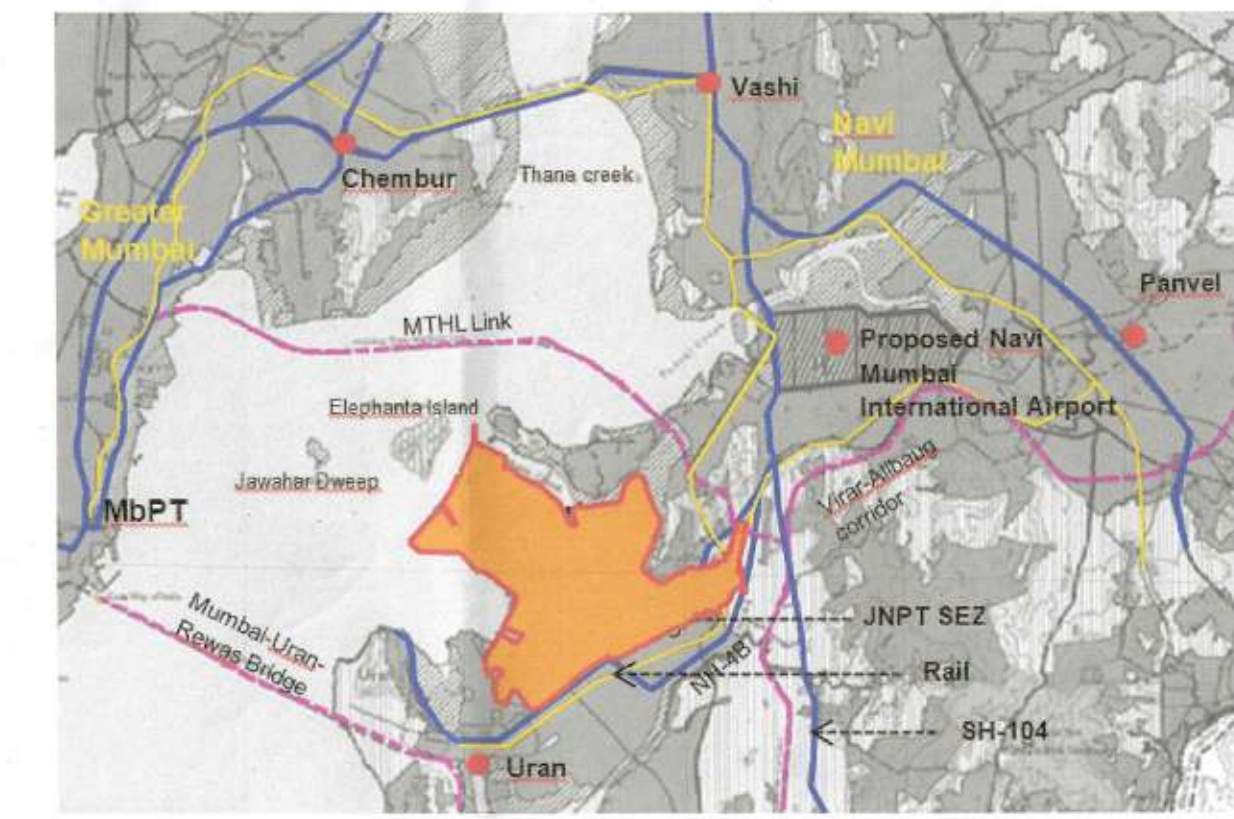 Vashi
Navi
Mumbai
Chembur
Thane creek
Greater
Mumbai
Panvel
MTHL Link
Proposed Navi
Mumbai
International Airport
Elephanta Island
Jawahar Dweep
Virar-Alibaug
corridor
MbPT
Mumbai-Uran-
Rewas Bridge
JNPT SEZ
NH-4B
Rail
SH-104
Uran